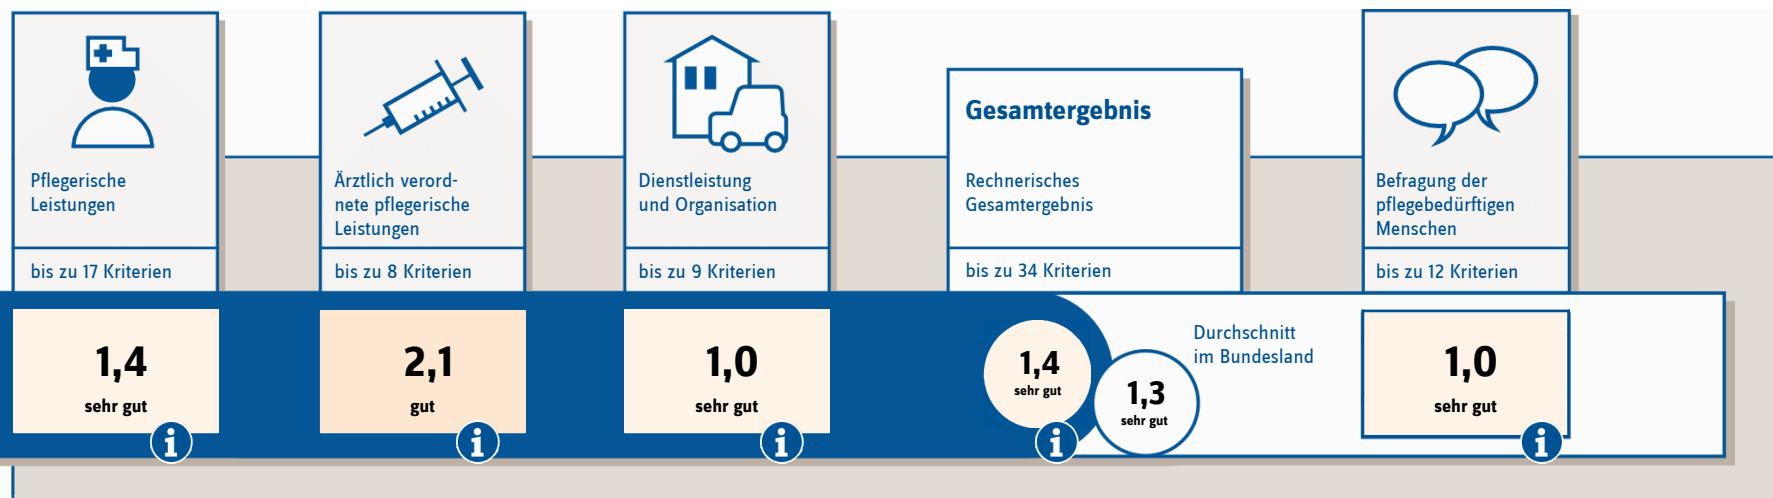 Pflegerische
Leistungen
bis zu 17 Kriterien
1,4
sehr gut
i
Ärztlich verord-
nete pflegerische
Leistungen
bis zu 8 Kriterien
2,1
gut
i
Dienstleistung
und Organisation
bis zu 9 Kriterien
1,0
sehr gut
i
Gesamtergebnis
Rechnerisches
Gesamtergebnis
bis zu 34 Kriterien
1,4
sehr gut
i
Durchschnitt
im Bundesland
1,3
sehr gut
Befragung der
pflegebedürftigen
Menschen
bis zu 12 Kriterien
1,0
sehr gut
i